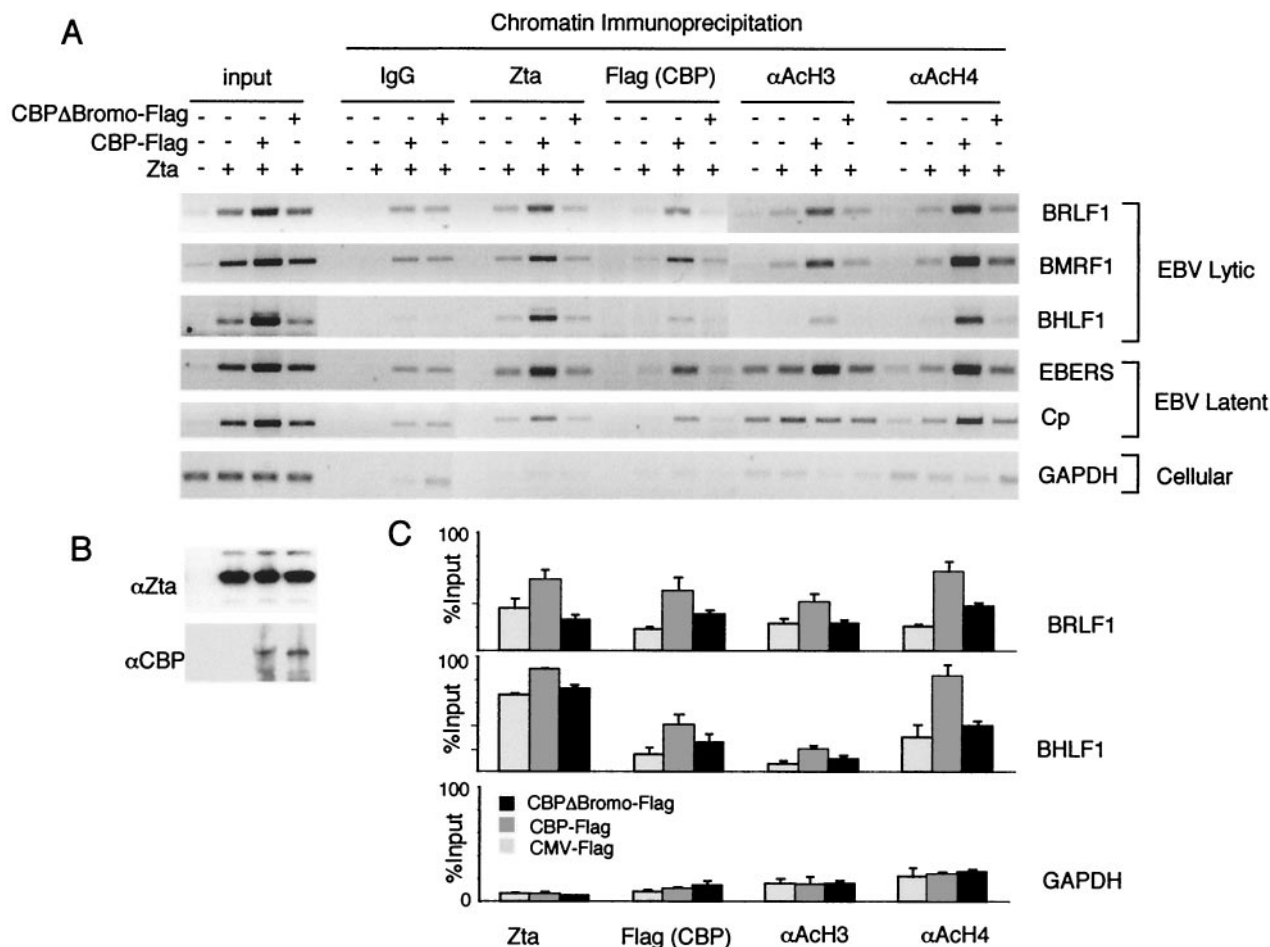 A
Chromatin Immunoprecipitation
input IgG Zta Flag (CBP) αAcH3 αAcH4
CBPΔBromo-Flag - - - + - - - + - - - + - - - + - - - + - - - +
CBP-Flag - - + - - - + - - - + - - - + - - - + - - - + -
Zta - + + + - + + + - + + + - + + + - + + + - + + +
BRLF1
BMRF1
EBV Lytic
BHLF1
EBERS
EBV Latent
Cp
GAPDH
Cellular
B
αZta
αCBP
C
100
%Input
BRLF1
100
%Input
BHLF1
100
%Input
0
CBPΔBromo-Flag
CBP-Flag
CMV-Flag
GAPDH
Zta Flag (CBP) αAcH3 αAcH4